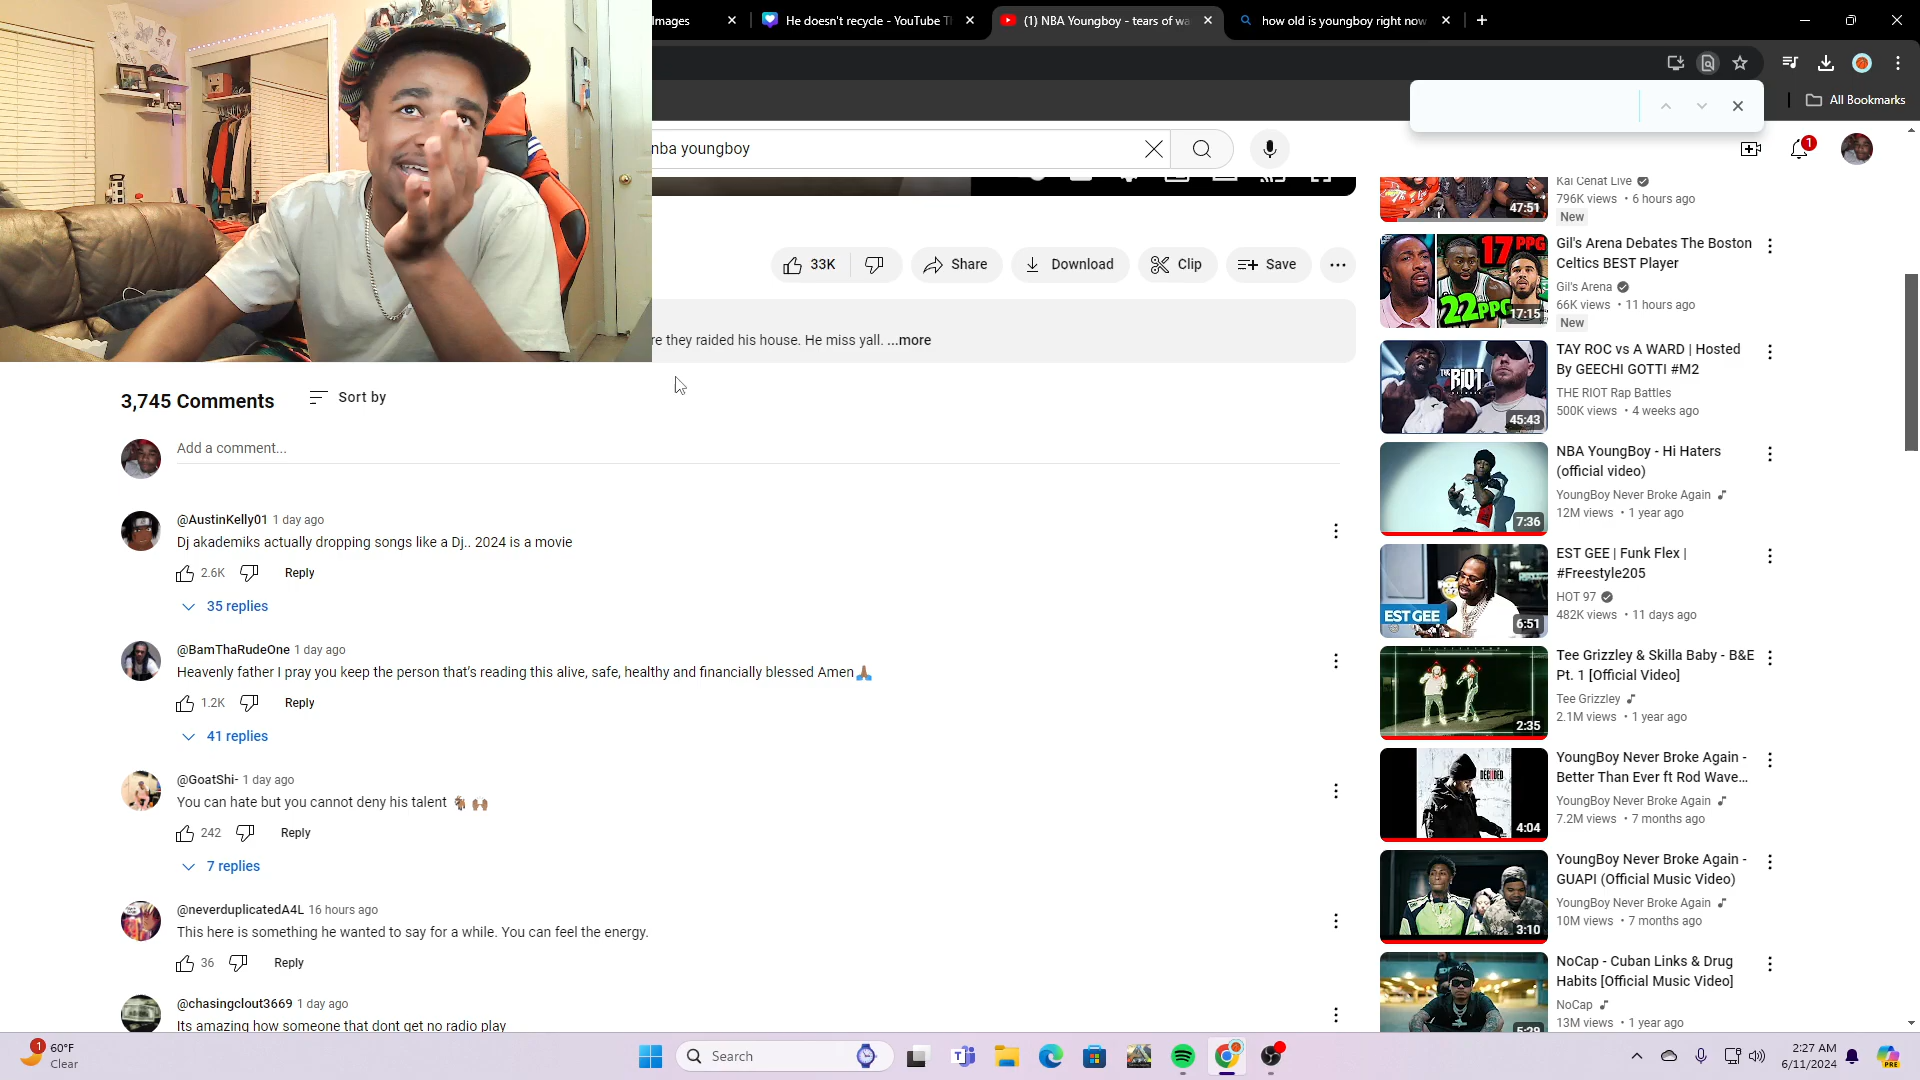 Images
He doesn't recycle - YouTube T
(1) NBA Youngboy - tears of wa
how old is youngboy right now
All Bookmarks
nba youngboy
1
33K
Share
Download
Clip
Save
re they raided his house. He miss yall. ...more
3,745 Comments
Sort by
Add a comment...
@AustinKelly01 1 day ago
Dj akademiks actually dropping songs like a Dj.. 2024 is a movie
2.6K
Reply
35 replies
@BamThaRudeOne 1 day ago
Heavenly father I pray you keep the person that's reading this alive, safe, healthy and financially blessed Amen🙏🏾
1.2K
Reply
41 replies
@GoatShi- 1 day ago
You can hate but you cannot deny his talent 🐐 🙌🏽
242
Reply
7 replies
@neverduplicatedA4L 16 hours ago
This here is something he wanted to say for a while. You can feel the energy.
36
Reply
@chasingclout3669 1 day ago
Its amazing how someone that dont get no radio play
47:51
Kai Cenat Live
796K views • 6 hours ago
New
17 PPG
22PPG
17:15
Gil's Arena Debates The Boston
Celtics BEST Player
Gil's Arena
66K views • 11 hours ago
New
THE RIOT
45:43
TAY ROC vs A WARD | Hosted
By GEECHI GOTTI #M2
THE RIOT Rap Battles
500K views • 4 weeks ago
7:36
NBA YoungBoy - Hi Haters
(official video)
YoungBoy Never Broke Again
12M views • 1 year ago
EST GEE
6:51
EST GEE | Funk Flex |
#Freestyle205
HOT 97
482K views • 11 days ago
2:35
Tee Grizzley & Skilla Baby - B&E
Pt. 1 [Official Video]
Tee Grizzley
2.1M views • 1 year ago
DECIDED
4:04
YoungBoy Never Broke Again -
Better Than Ever ft Rod Wave...
YoungBoy Never Broke Again
7.2M views • 7 months ago
3:10
YoungBoy Never Broke Again -
GUAPI (Official Music Video)
YoungBoy Never Broke Again
10M views • 7 months ago
5:29
NoCap - Cuban Links & Drug
Habits [Official Music Video]
NoCap
13M views • 1 year ago
1
60°F
Clear
Search
PRE
2:27 AM
6/11/2024